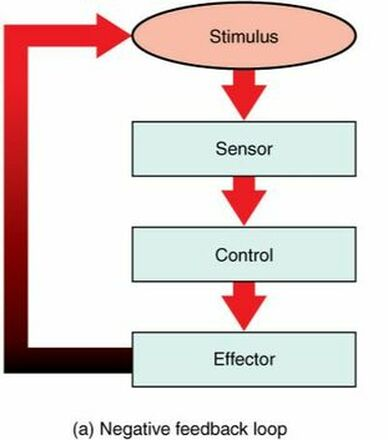 Stimulus
Sensor
Control
Effector
(a) Negative feedback loop